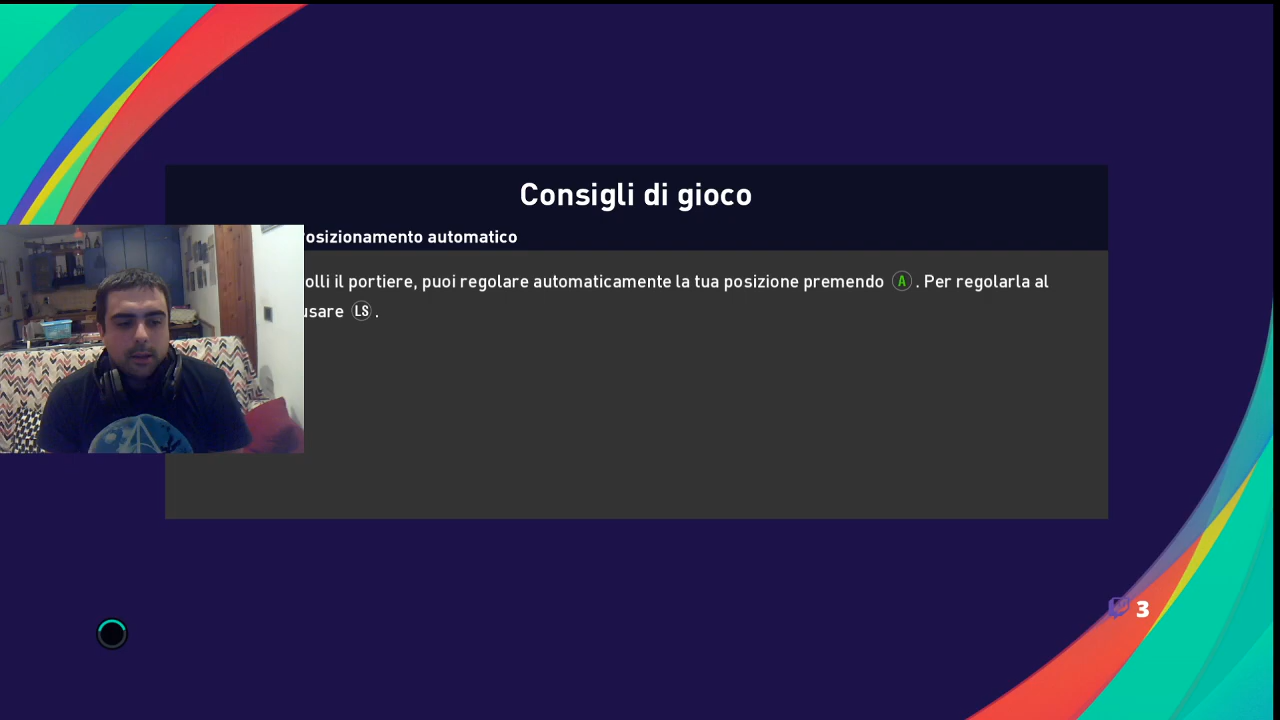 Consigli di gioco
osizionamento automatico
olli il portiere, puoi regolare automaticamente la tua posizione premendo A . Per regolarla al
usare LS .
3